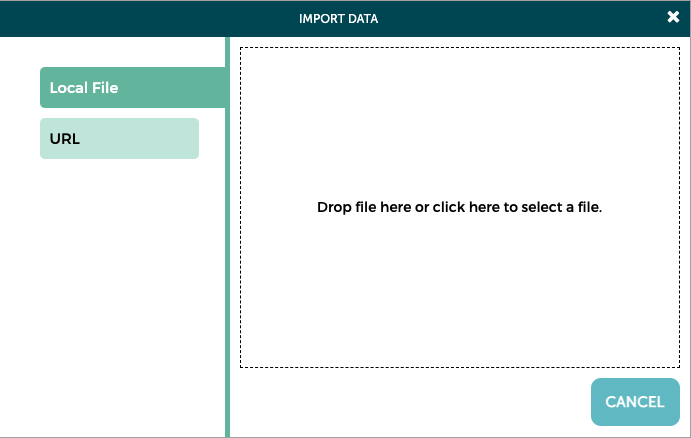 IMPORT DATA
Local File
URL
Drop file here or click here to select a file.
CANCEL